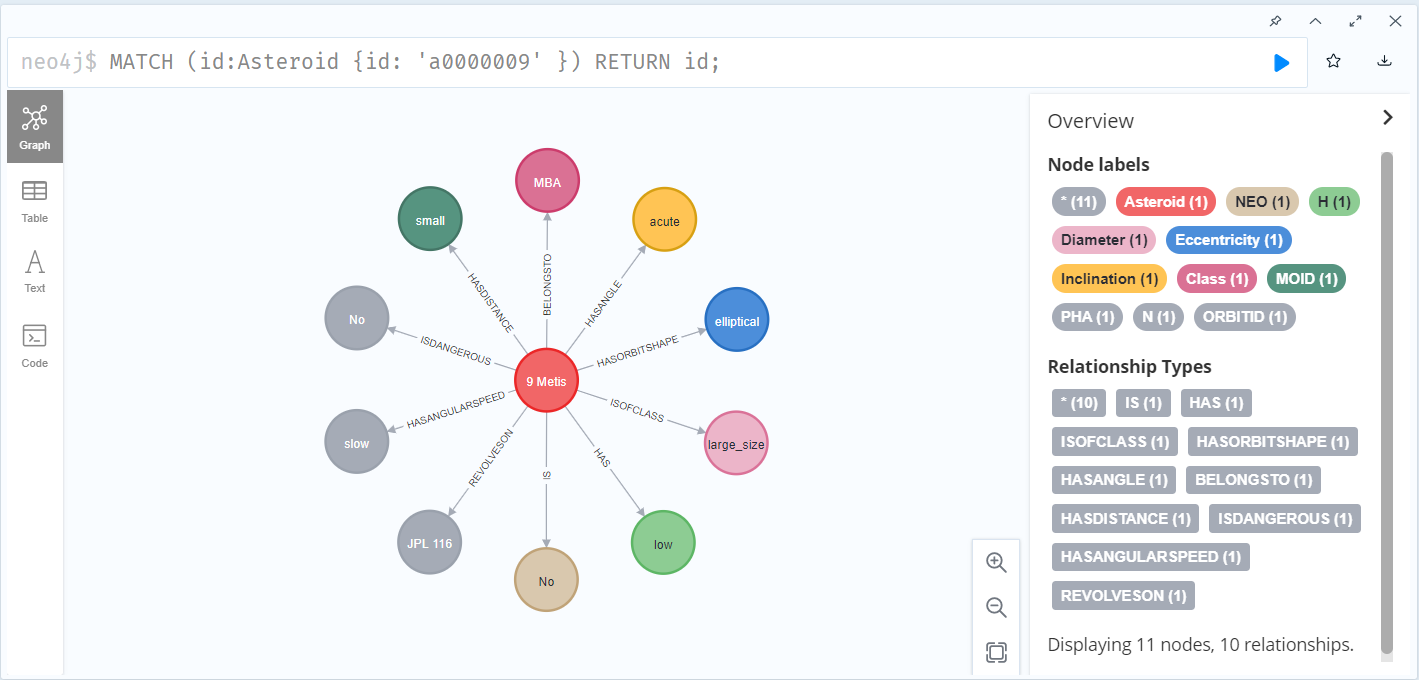 neo4j$ MATCH (id:Asteroid {id: 'a0000009' }) RETURN id;
Graph
Table
Text
Code
MBA
small
acute
No
elliptical
9 Metis
slow
large_size
JPL 116
low
No
HASDISTANCE
BELONGSTO
HASANGLE
ISDANGEROUS
HASORBITSHAPE
HASANGULARSPEED
ISOFCLASS
REVOLVESON
IS
HAS
Overview
Node labels
* (11) Asteroid (1) NEO (1) H (1)
Diameter (1) Eccentricity (1)
Inclination (1) Class (1) MOID (1)
PHA (1) N (1) ORBITID (1)
Relationship Types
* (10) IS (1) HAS (1)
ISOFCLASS (1) HASORBITSHAPE (1)
HASANGLE (1) BELONGSTO (1)
HASDISTANCE (1) ISDANGEROUS (1)
HASANGULARSPEED (1)
REVOLVESON (1)
Displaying 11 nodes, 10 relationships.